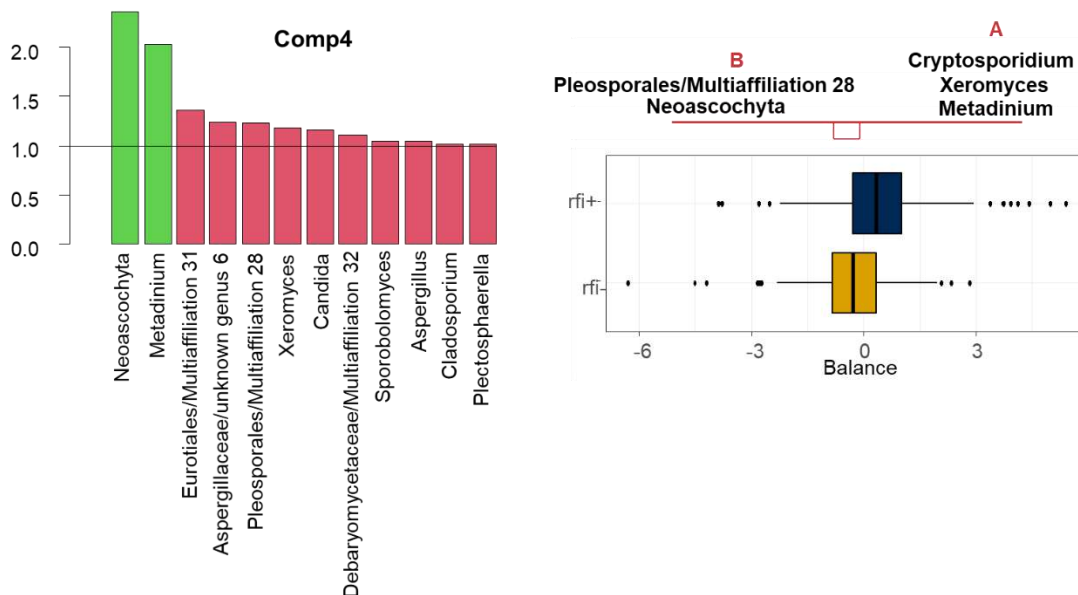 Comp4
2.0
1.5
1.0
0.5
0.0
Neoascochyta
Metadinium
Eurotiales/Multiaffiliation 31
Aspergillaceae/unknown genus 6
Pleosporales/Multiaffiliation 28
Xeromyces
Candida
Debaryomycetaceae/Multiaffiliation 32
Sporobolomyces
Aspergillus
Cladosporium
Plectosphaerella
A
Cryptosporidium
Xeromyces
Metadinium
B
Pleosporales/Multiaffiliation 28
Neoascochyta
rfi+
rfi-
-6
-3
0
3
Balance